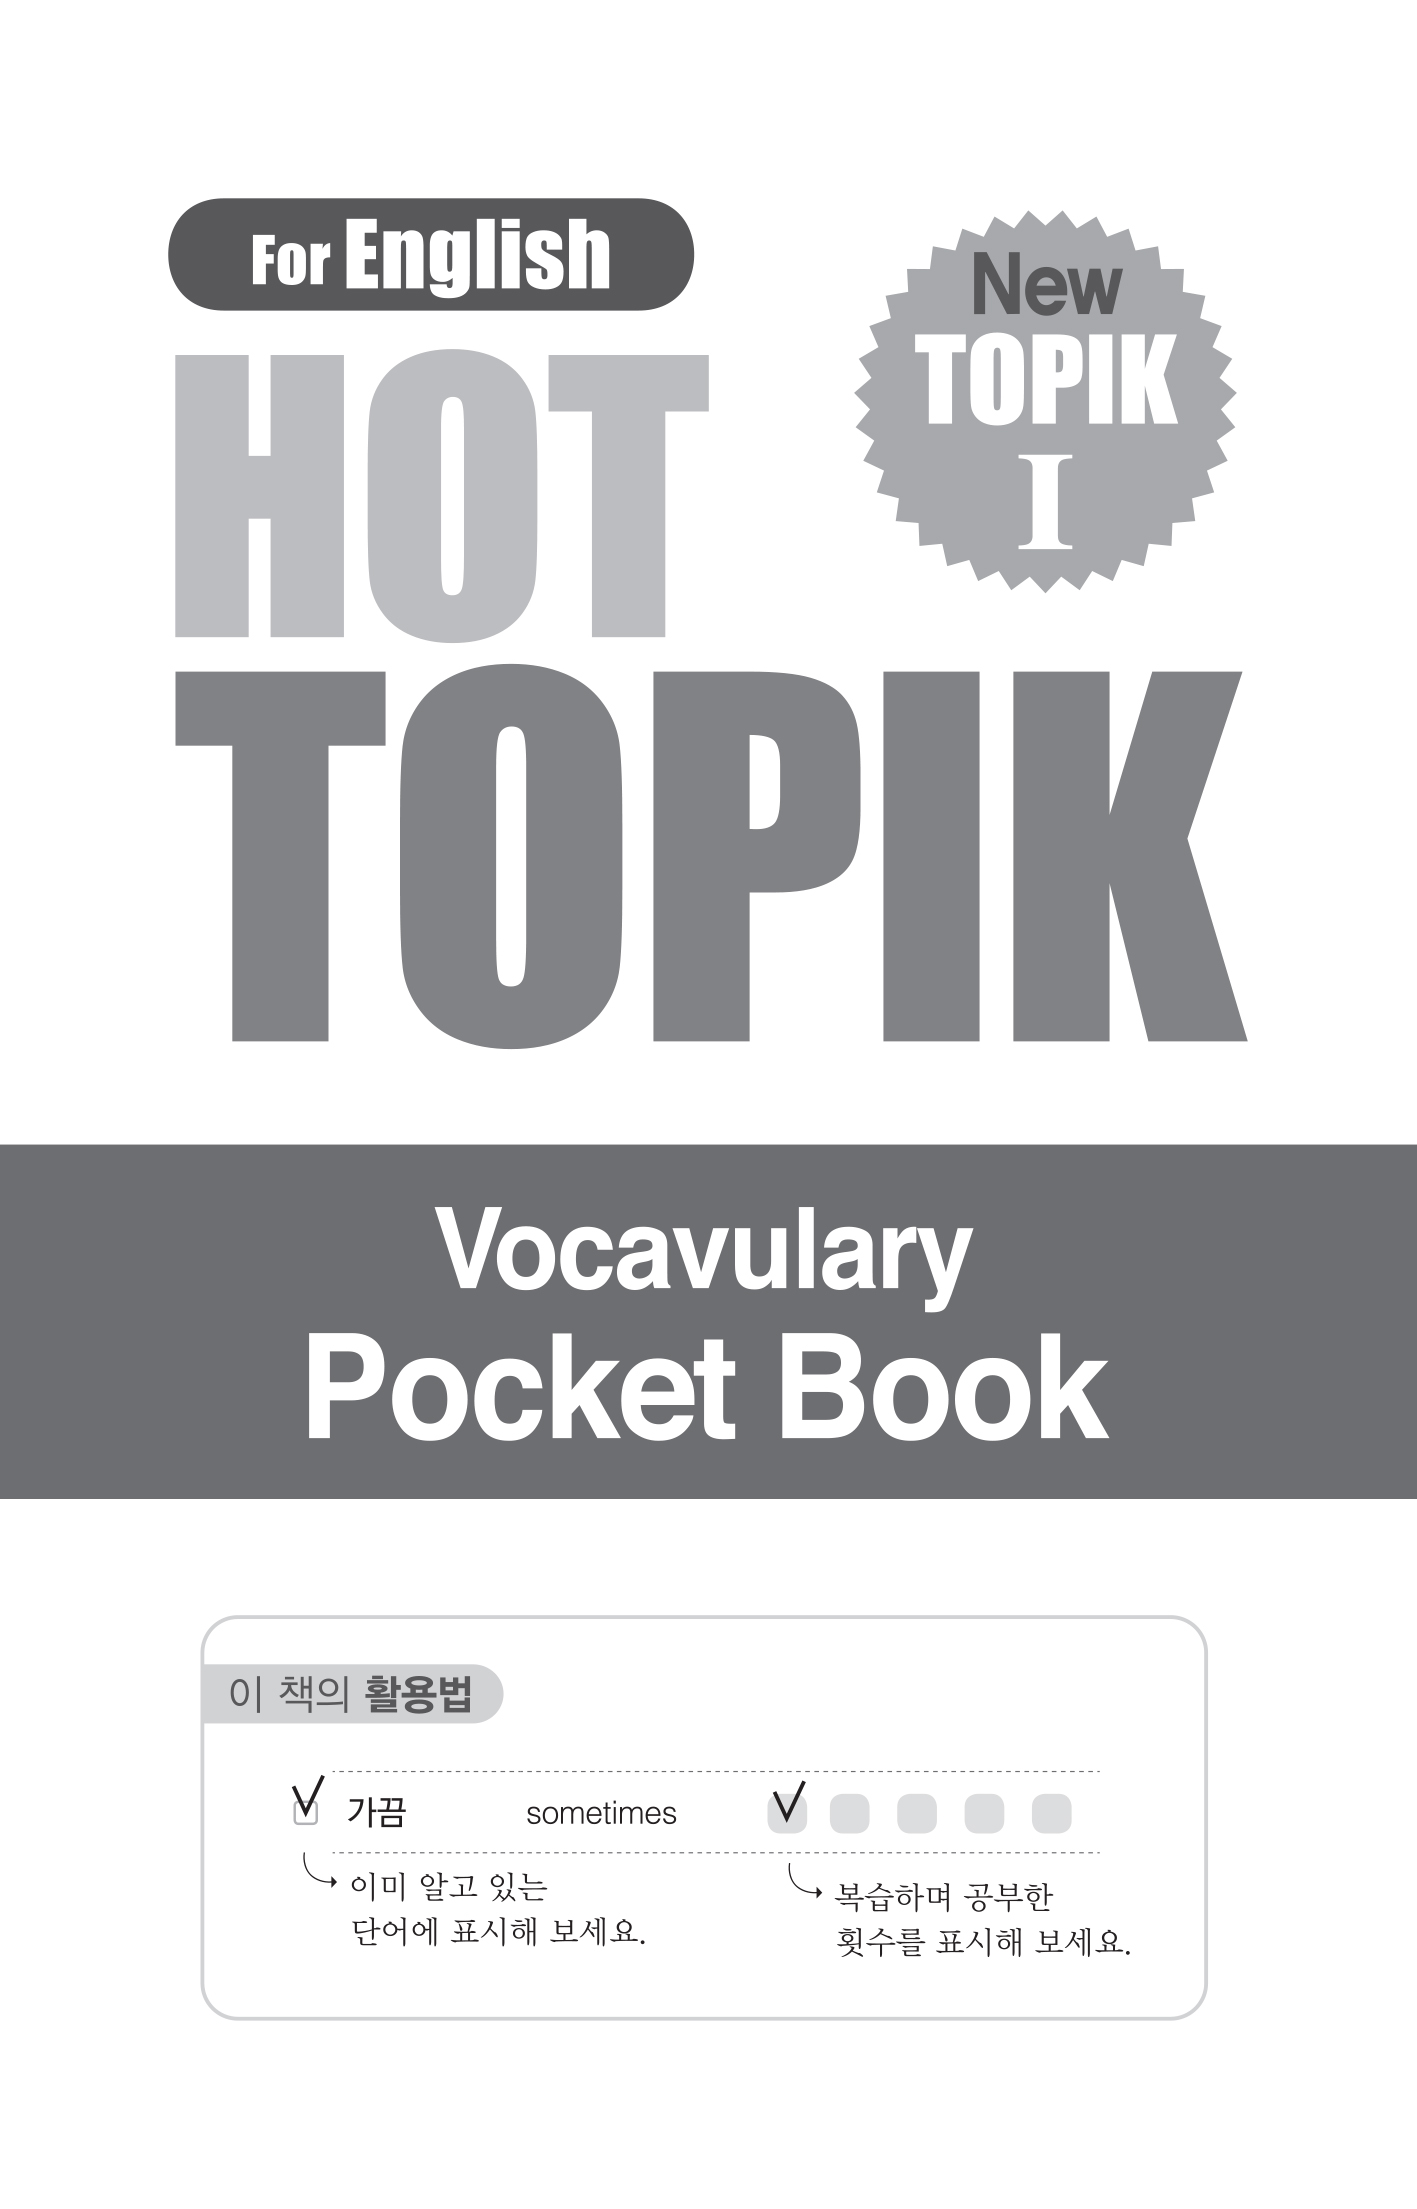 For English
New
TOPIK
I
HOT
TOPIK
Vocavulary
Pocket Book
이 책의 활용법
가끔 sometimes
이미 알고 있는
단어에 표시해 보세요.
복습하며 공부한
횟수를 표시해 보세요.